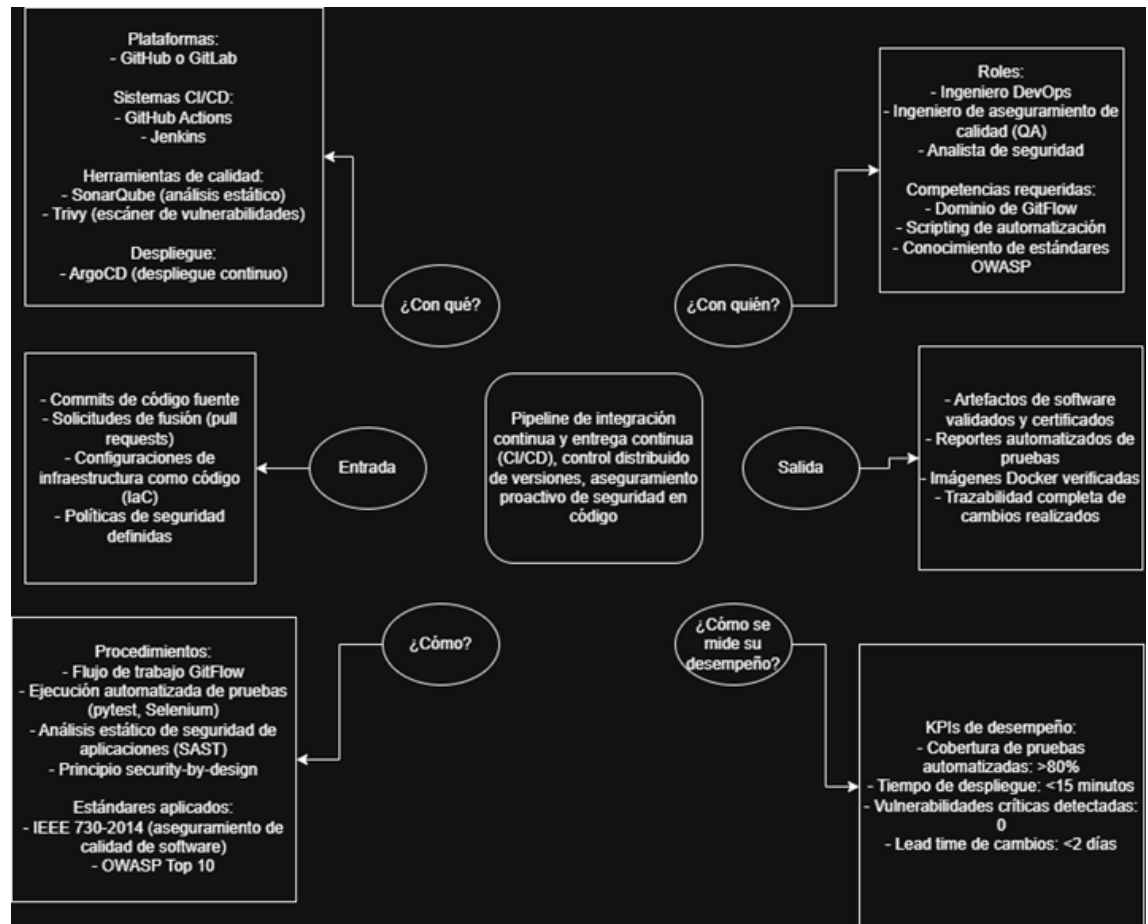 Plataformas:
- GitHub o GitLab
Sistemas CI/CD:
- GitHub Actions
- Jenkins
Herramientas de calidad:
- SonarQube (análisis estático)
- Trivy (escáner de vulnerabilidades)
Despliegue:
- ArgoCD (despliegue continuo)
¿Con qué?
Roles:
- Ingeniero DevOps
- Ingeniero de aseguramiento de
calidad (QA)
- Analista de seguridad
Competencias requeridas:
- Dominio de GitFlow
- Scripting de automatización
- Conocimiento de estándares
OWASP
¿Con quién?
- Commits de código fuente
- Solicitudes de fusión (pull
requests)
- Configuraciones de
infraestructura como código
(IaC)
- Políticas de seguridad
definidas
Entrada
Pipeline de integración
continua y entrega continua
(CI/CD), control distribuido
de versiones, aseguramiento
proactivo de seguridad en
código
Salida
- Artefactos de software
validados y certificados
- Reportes automatizados de
pruebas
- Imágenes Docker verificadas
- Trazabilidad completa de
cambios realizados
¿Cómo?
Procedimientos:
- Flujo de trabajo GitFlow
- Ejecución automatizada de pruebas
(pytest, Selenium)
- Análisis estático de seguridad de
aplicaciones (SAST)
- Principio security-by-design
Estándares aplicados:
- IEEE 730-2014 (aseguramiento de
calidad de software)
- OWASP Top 10
¿Cómo se
mide su
desempeño?
KPIs de desempeño:
- Cobertura de pruebas
automatizadas: >80%
- Tiempo de despliegue: <15 minutos
- Vulnerabilidades críticas detectadas:
0
- Lead time de cambios: <2 días